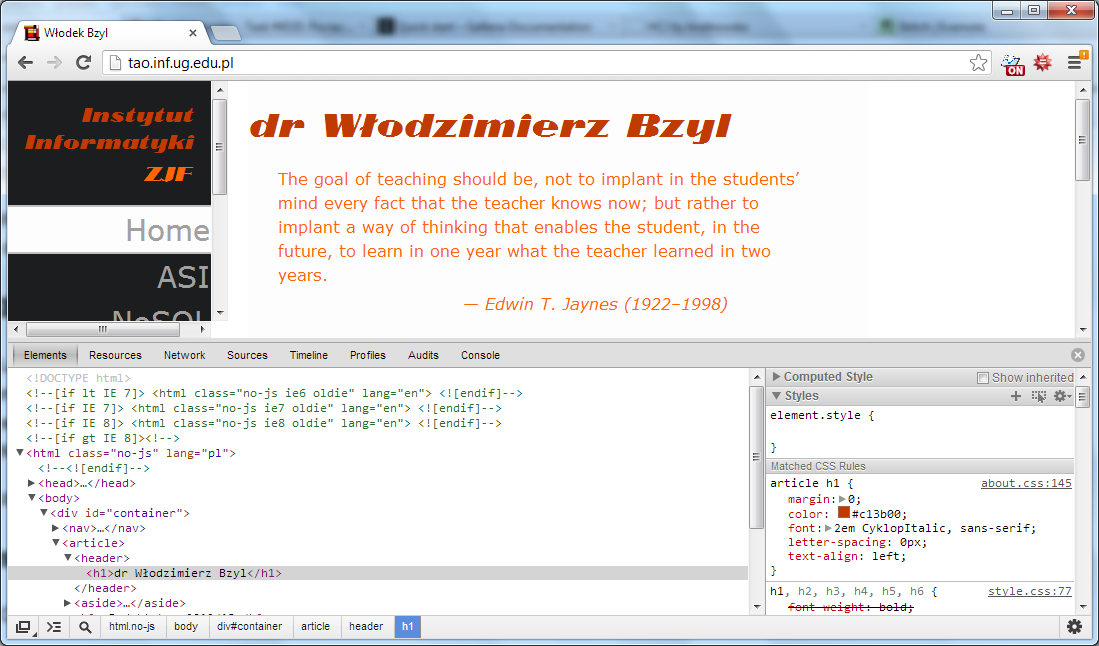 Włodek Bzyl
tao.inf.ug.edu.pl
ON
Instytut
Informatyki
ZJF
Home
ASI
NoSQL
dr Włodzimierz Bzyl
The goal of teaching should be, not to implant in the students’
mind every fact that the teacher knows now; but rather to
implant a way of thinking that enables the student, in the
future, to learn in one year what the teacher learned in two
years.
— Edwin T. Jaynes (1922–1998)
Elements Resources Network Sources Timeline Profiles Audits Console
<!DOCTYPE html>
<!--[if lt IE 7]> <html class="no-js ie6 oldie" lang="en"> <![endif]-->
<!--[if IE 7]> <html class="no-js ie7 oldie" lang="en"> <![endif]-->
<!--[if IE 8]> <html class="no-js ie8 oldie" lang="en"> <![endif]-->
<!--[if gt IE 8]><!-->
<html class="no-js" lang="pl">
<!--<![endif]-->
<head>…</head>
<body>
<div id="container">
<nav>…</nav>
<article>
<header>
<h1>dr Włodzimierz Bzyl</h1>
</header>
<aside>…</aside>
Computed Style Show inherited
Styles
element.style {
}
Matched CSS Rules
article h1 { about.css:145
margin: 0;
color: #c13b00;
font: 2em CyklopItalic, sans-serif;
letter-spacing: 0px;
text-align: left;
}
h1, h2, h3, h4, h5, h6 { style.css:77
font-weight: bold;
html.no-js body div#container article header h1